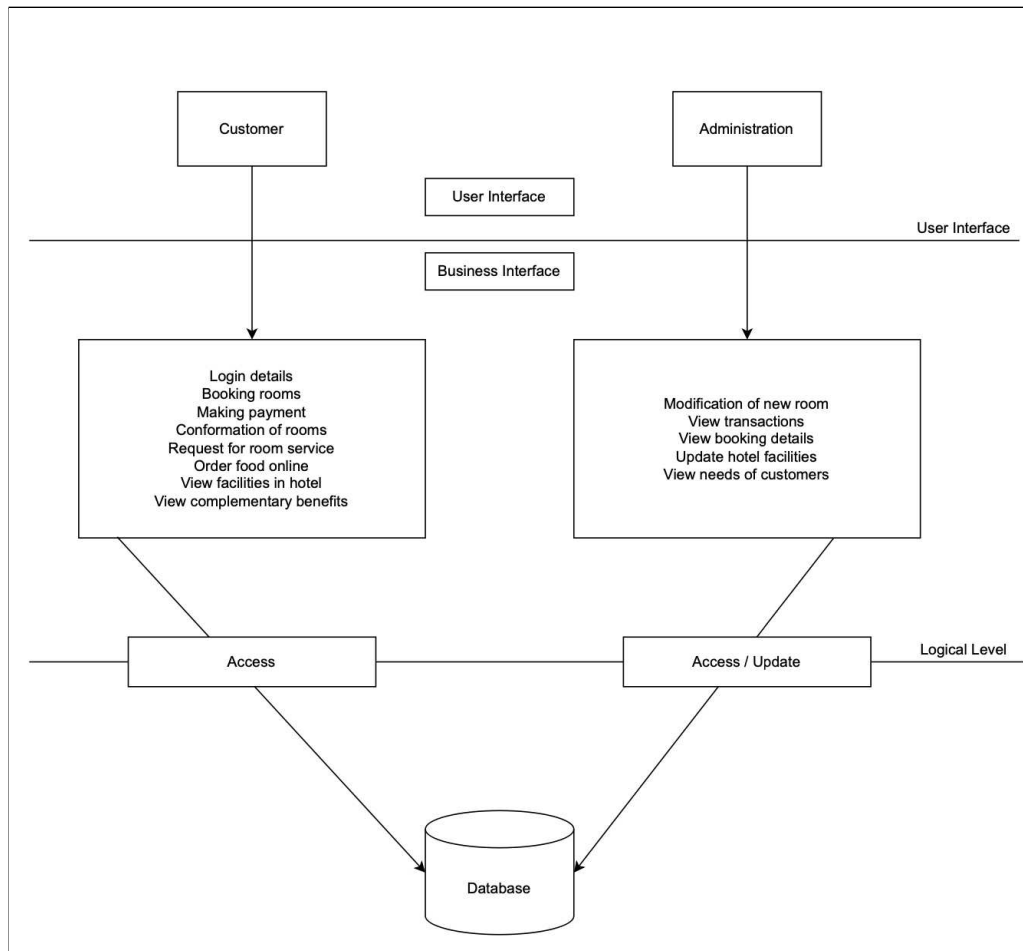 Customer
Administration
User Interface
User Interface
Business Interface
Login details
Booking rooms
Making payment
Conformation of rooms
Request for room service
Order food online
View facilities in hotel
View complementary benefits
Modification of new room
View transactions
View booking details
Update hotel facilities
View needs of customers
Access
Access / Update
Logical Level
Database